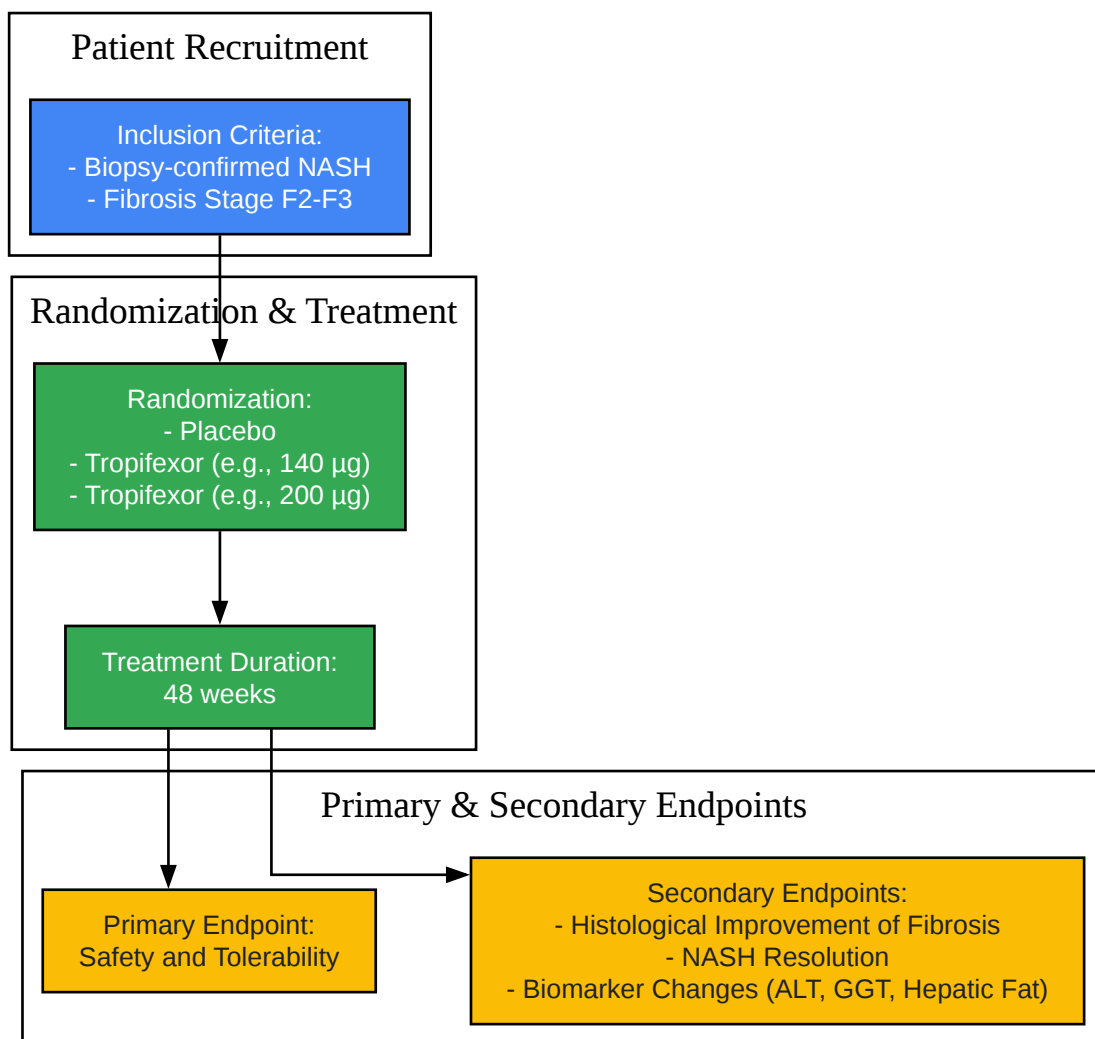 Patient Recruitment
Inclusion Criteria:
- Biopsy-confirmed NASH
- Fibrosis Stage F2-F3
Randomization & Treatment
Randomization:
- Placebo
- Tropifexor (e.g., 140 µg)
- Tropifexor (e.g., 200 µg)
Treatment Duration:
48 weeks
Primary & Secondary Endpoints
Primary Endpoint:
Safety and Tolerability
Secondary Endpoints:
- Histological Improvement of Fibrosis
- NASH Resolution
- Biomarker Changes (ALT, GGT, Hepatic Fat)